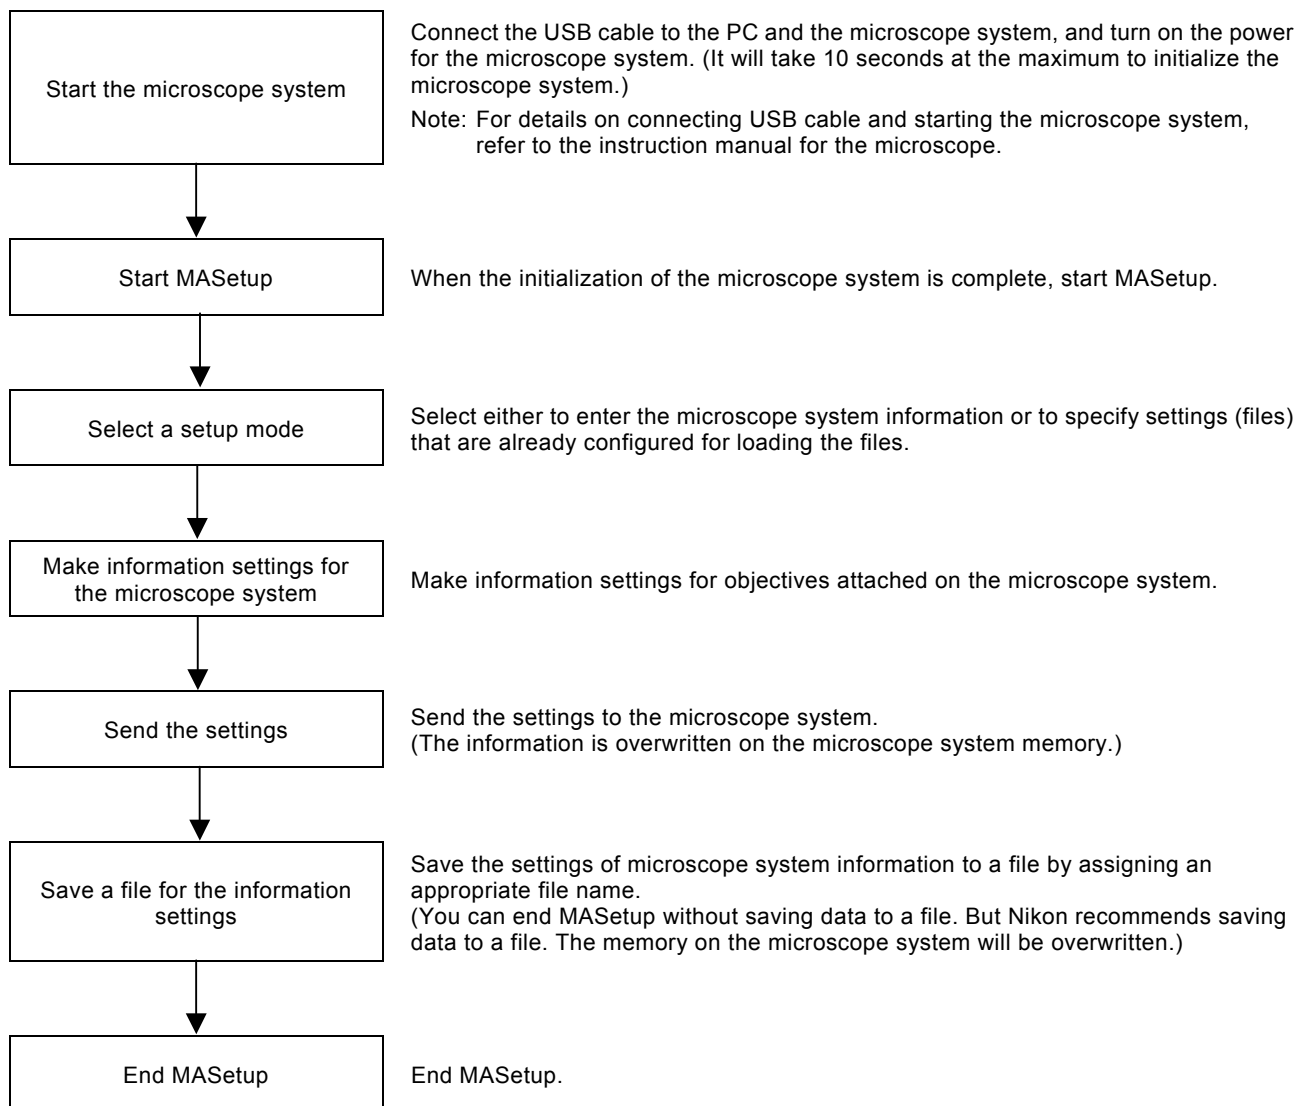 Start the microscope system
Connect the USB cable to the PC and the microscope system, and turn on the power
for the microscope system. (It will take 10 seconds at the maximum to initialize the
microscope system.)
Note: For details on connecting USB cable and starting the microscope system,
refer to the instruction manual for the microscope.
Start MASetup
When the initialization of the microscope system is complete, start MASetup.
Select a setup mode
Select either to enter the microscope system information or to specify settings (files)
that are already configured for loading the files.
Make information settings for
the microscope system
Make information settings for objectives attached on the microscope system.
Send the settings
Send the settings to the microscope system.
(The information is overwritten on the microscope system memory.)
Save a file for the information
settings
Save the settings of microscope system information to a file by assigning an
appropriate file name.
(You can end MASetup without saving data to a file. But Nikon recommends saving
data to a file. The memory on the microscope system will be overwritten.)
End MASetup
End MASetup.